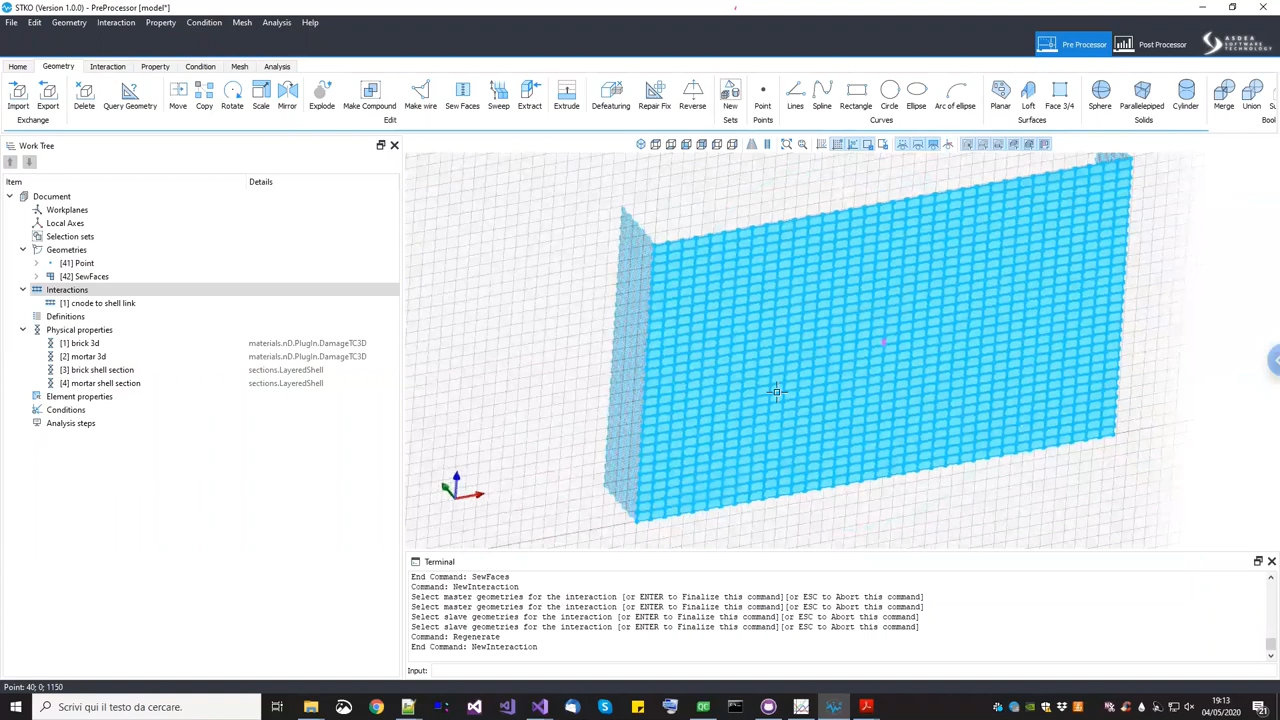 STKO (Version 1.0.0) - PreProcessor [model*]
File Edit Geometry Interaction Property Condition Mesh Analysis Help
Pre Processor Post Processor ASDEA SOFTWARE TECHNOLOGY
Home Geometry Interaction Property Condition Mesh Analysis
Import Export Delete Query Geometry Move Copy Rotate Scale Mirror Explode Make Compound Make wire Sew Faces Sweep Extract Extrude Defeaturing Repair Fix Reverse New Point Lines Spline Rectangle Circle Ellipse Arc of ellipse Planar Loft Face 3/4 Sphere Parallelepiped Cylinder Merge Union
Exchange Edit Sets Points Curves Surfaces Solids
Work Tree
Item Details
Document
Workplanes
Local Axes
Selection sets
Geometries
[41] Point
[42] SewFaces
Interactions
[1] cnode to shell link
Definitions
Physical properties
[1] brick 3d materials.nD.PlugIn.DamageTC3D
[2] mortar 3d materials.nD.PlugIn.DamageTC3D
[3] brick shell section sections.LayeredShell
[4] mortar shell section sections.LayeredShell
Element properties
Conditions
Analysis steps
Terminal
End Command: SewFaces
Command: NewInteraction
Select master geometries for the interaction [or ENTER to Finalize this command][or ESC to Abort this command]
Select master geometries for the interaction [or ENTER to Finalize this command][or ESC to Abort this command]
Select slave geometries for the interaction [or ENTER to Finalize this command][or ESC to Abort this command]
Select slave geometries for the interaction [or ENTER to Finalize this command][or ESC to Abort this command]
Command: Regenerate
End Command: NewInteraction
Input:
Point: 40; 0; 1150
Scrivi qui il testo da cercare.
19:13
04/05/2020